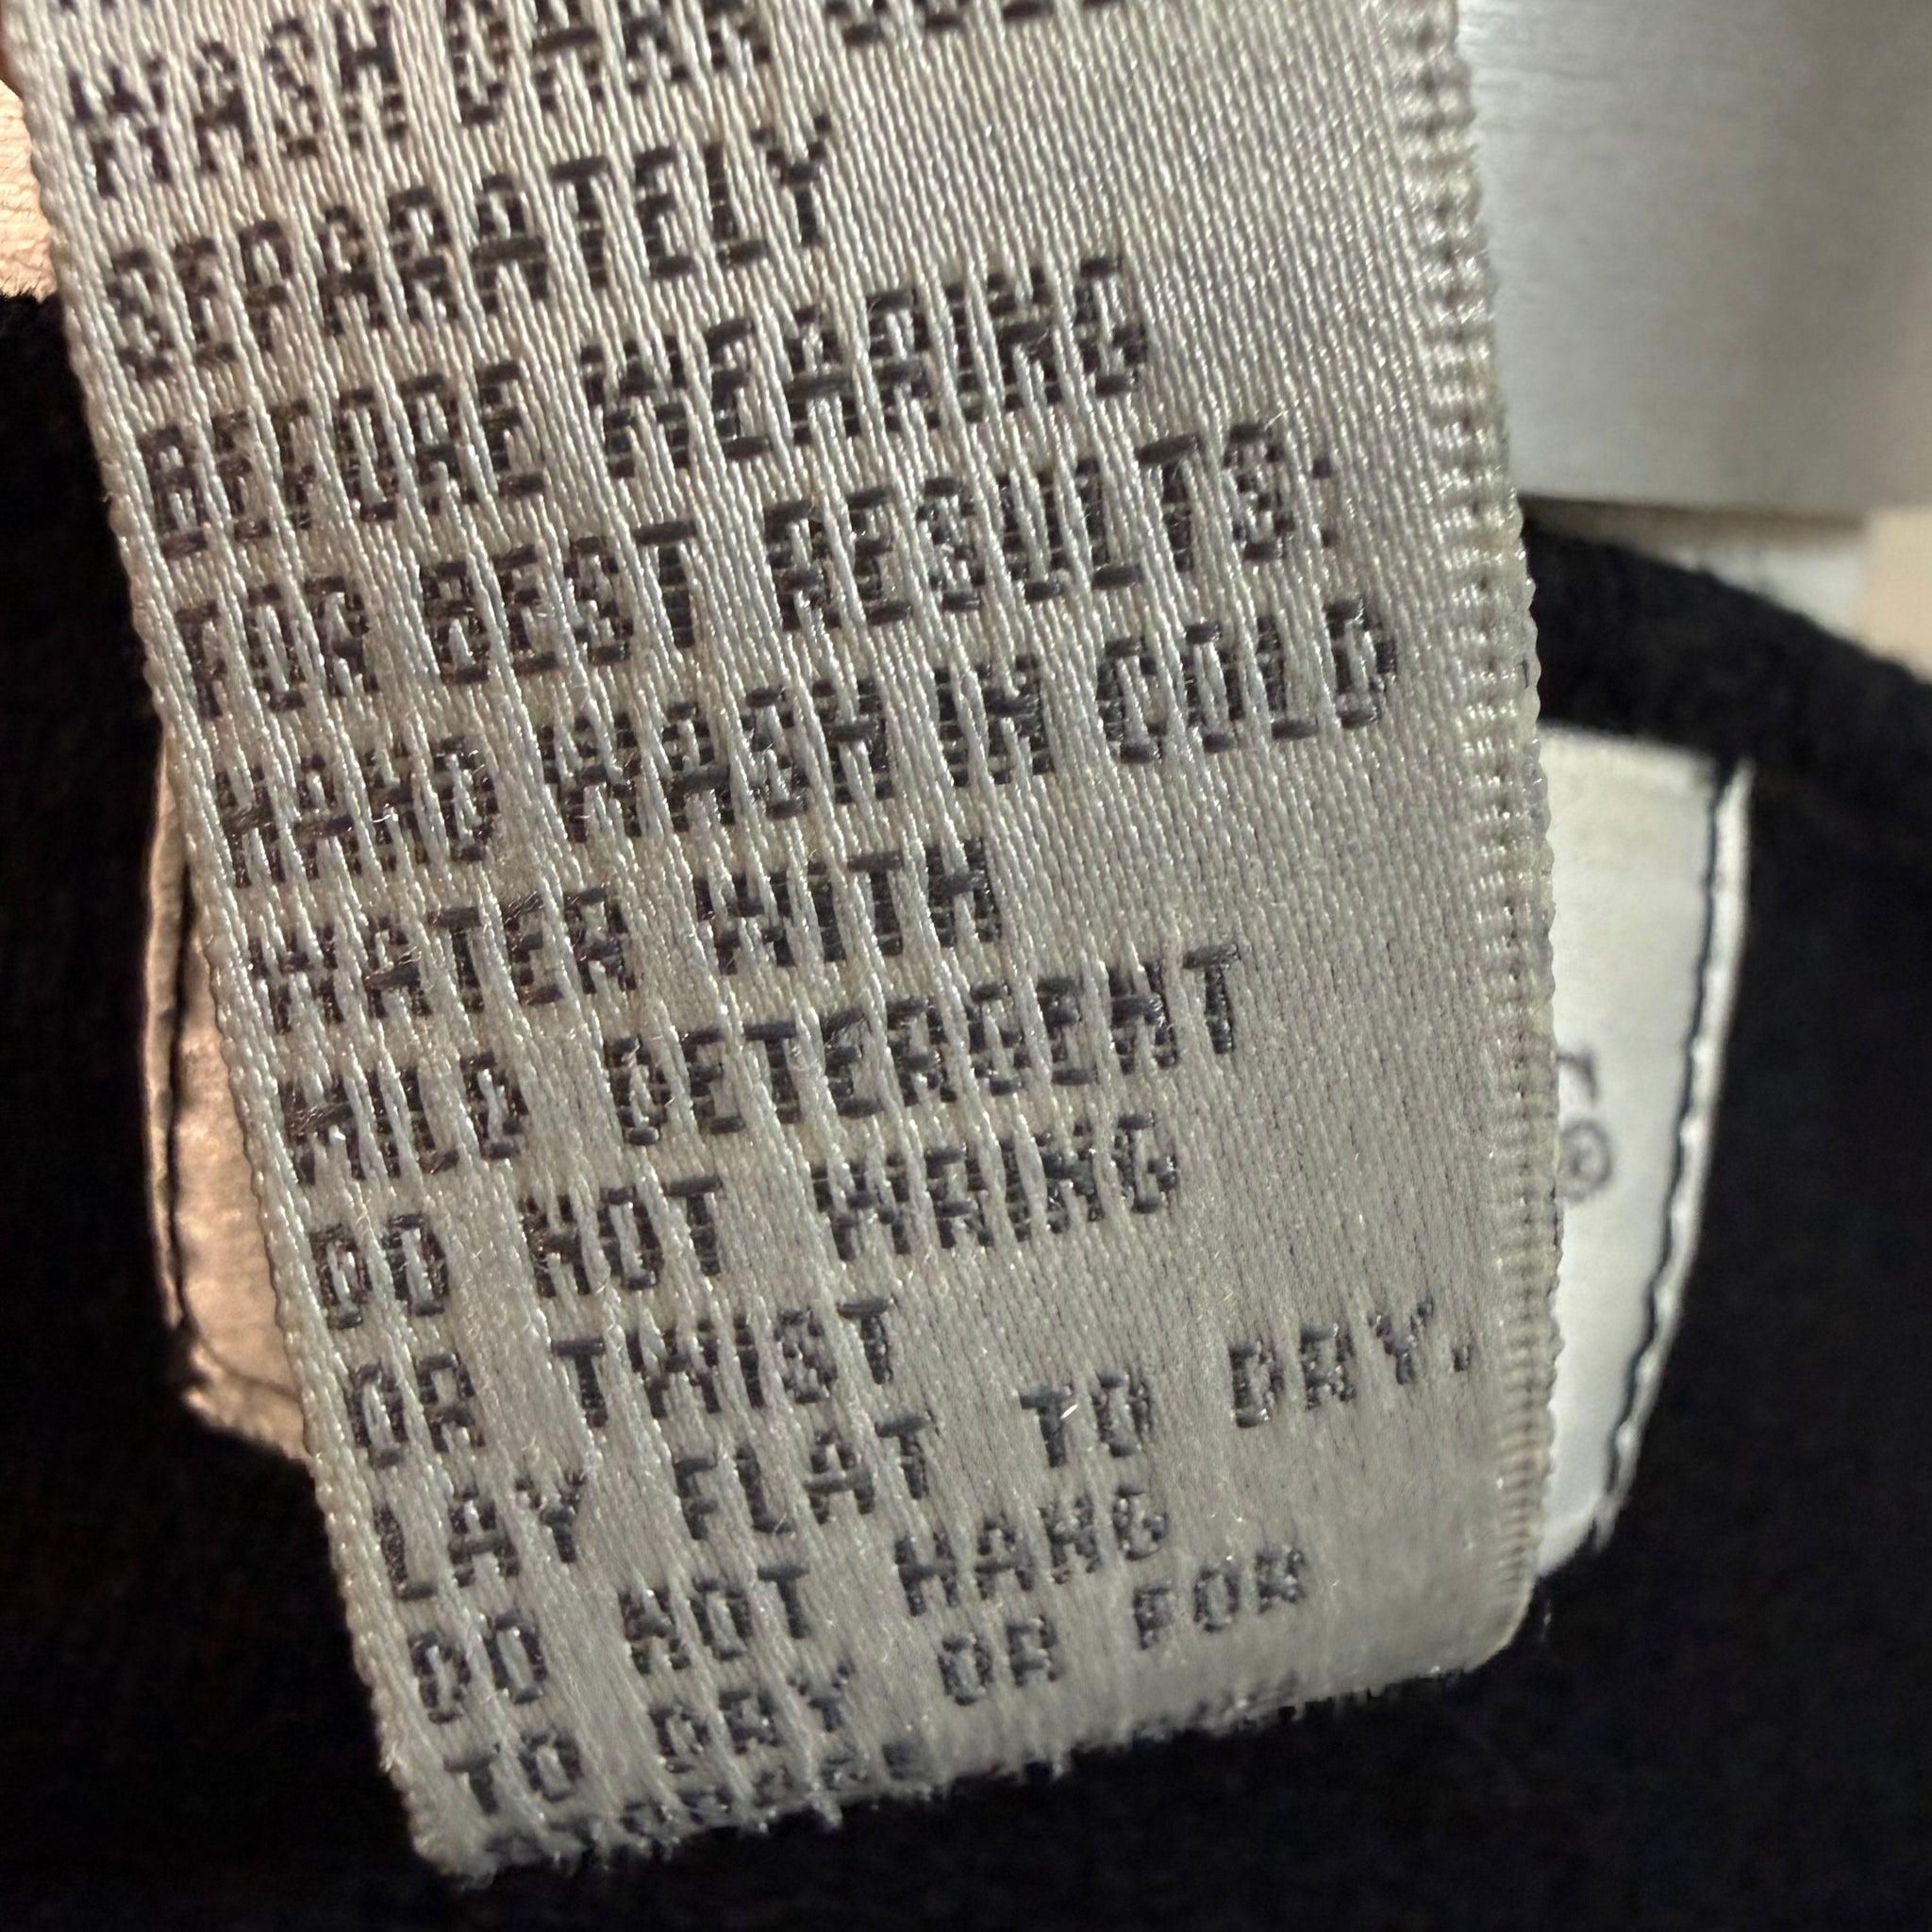 WASH DARK
SEPARATELY
BEFORE WEARING
FOR BEST RESULTS:
HAND WASH IN COLD
WATER WITH
MILD DETERGENT
DO NOT WRING
OR TWIST
LAY FLAT TO DRY.
DO NOT HANG
TO DRY OR FOR
r®